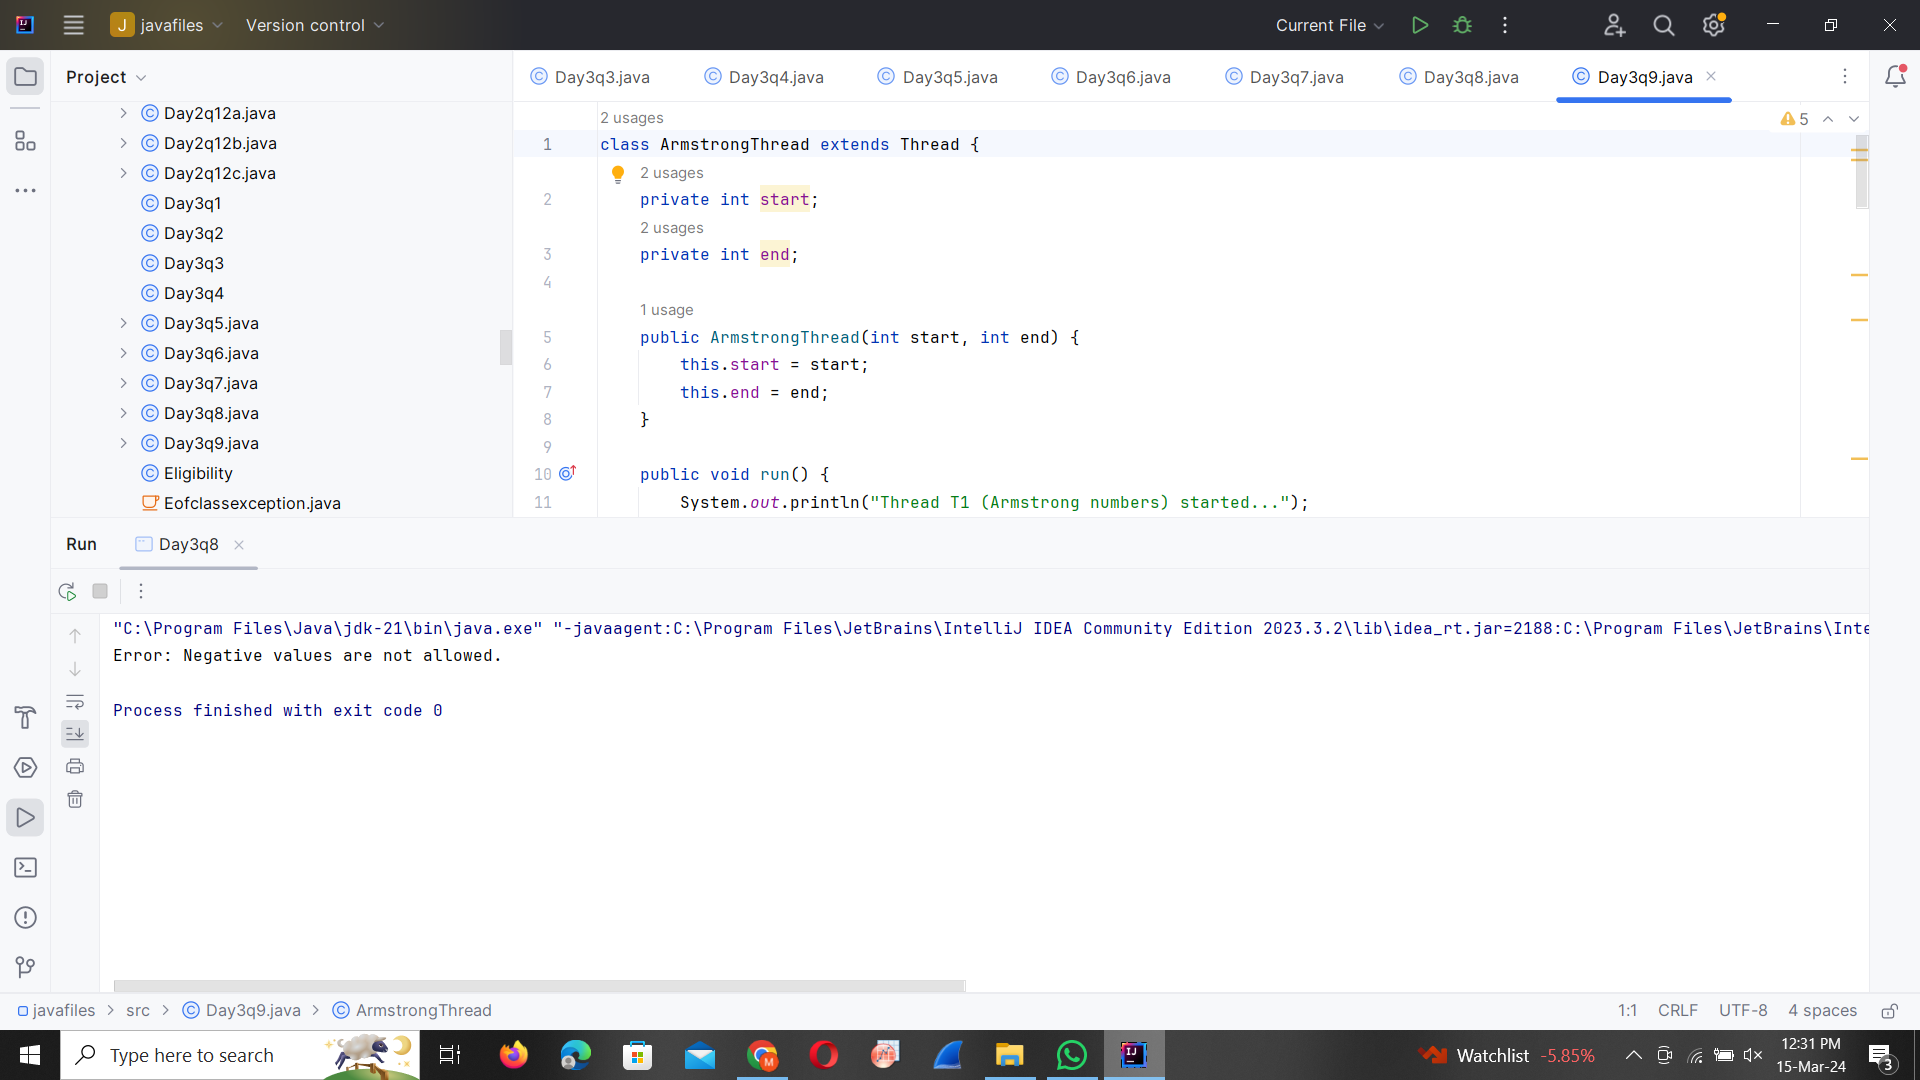 J javafiles Version control Current File
Project
Day3q3.java Day3q4.java Day3q5.java Day3q6.java Day3q7.java Day3q8.java Day3q9.java
Day2q12a.java
Day2q12b.java
Day2q12c.java
Day3q1
Day3q2
Day3q3
Day3q4
Day3q5.java
Day3q6.java
Day3q7.java
Day3q8.java
Day3q9.java
Eligibility
Eofclassexception.java
2 usages
5
1 class ArmstrongThread extends Thread {
2 usages
2 private int start;
2 usages
3 private int end;
4
1 usage
5 public ArmstrongThread(int start, int end) {
6 this.start = start;
7 this.end = end;
8 }
9
10 public void run() {
11 System.out.println("Thread T1 (Armstrong numbers) started...");
Run Day3q8
"C:\Program Files\Java\jdk-21\bin\java.exe" "-javaagent:C:\Program Files\JetBrains\IntelliJ IDEA Community Edition 2023.3.2\lib\idea_rt.jar=2188:C:\Program Files\JetBrains\Inte
Error: Negative values are not allowed.
Process finished with exit code 0
javafiles > src > Day3q9.java > ArmstrongThread
1:1 CRLF UTF-8 4 spaces
Type here to search
Watchlist -5.85%
12:31 PM
15-Mar-24
3